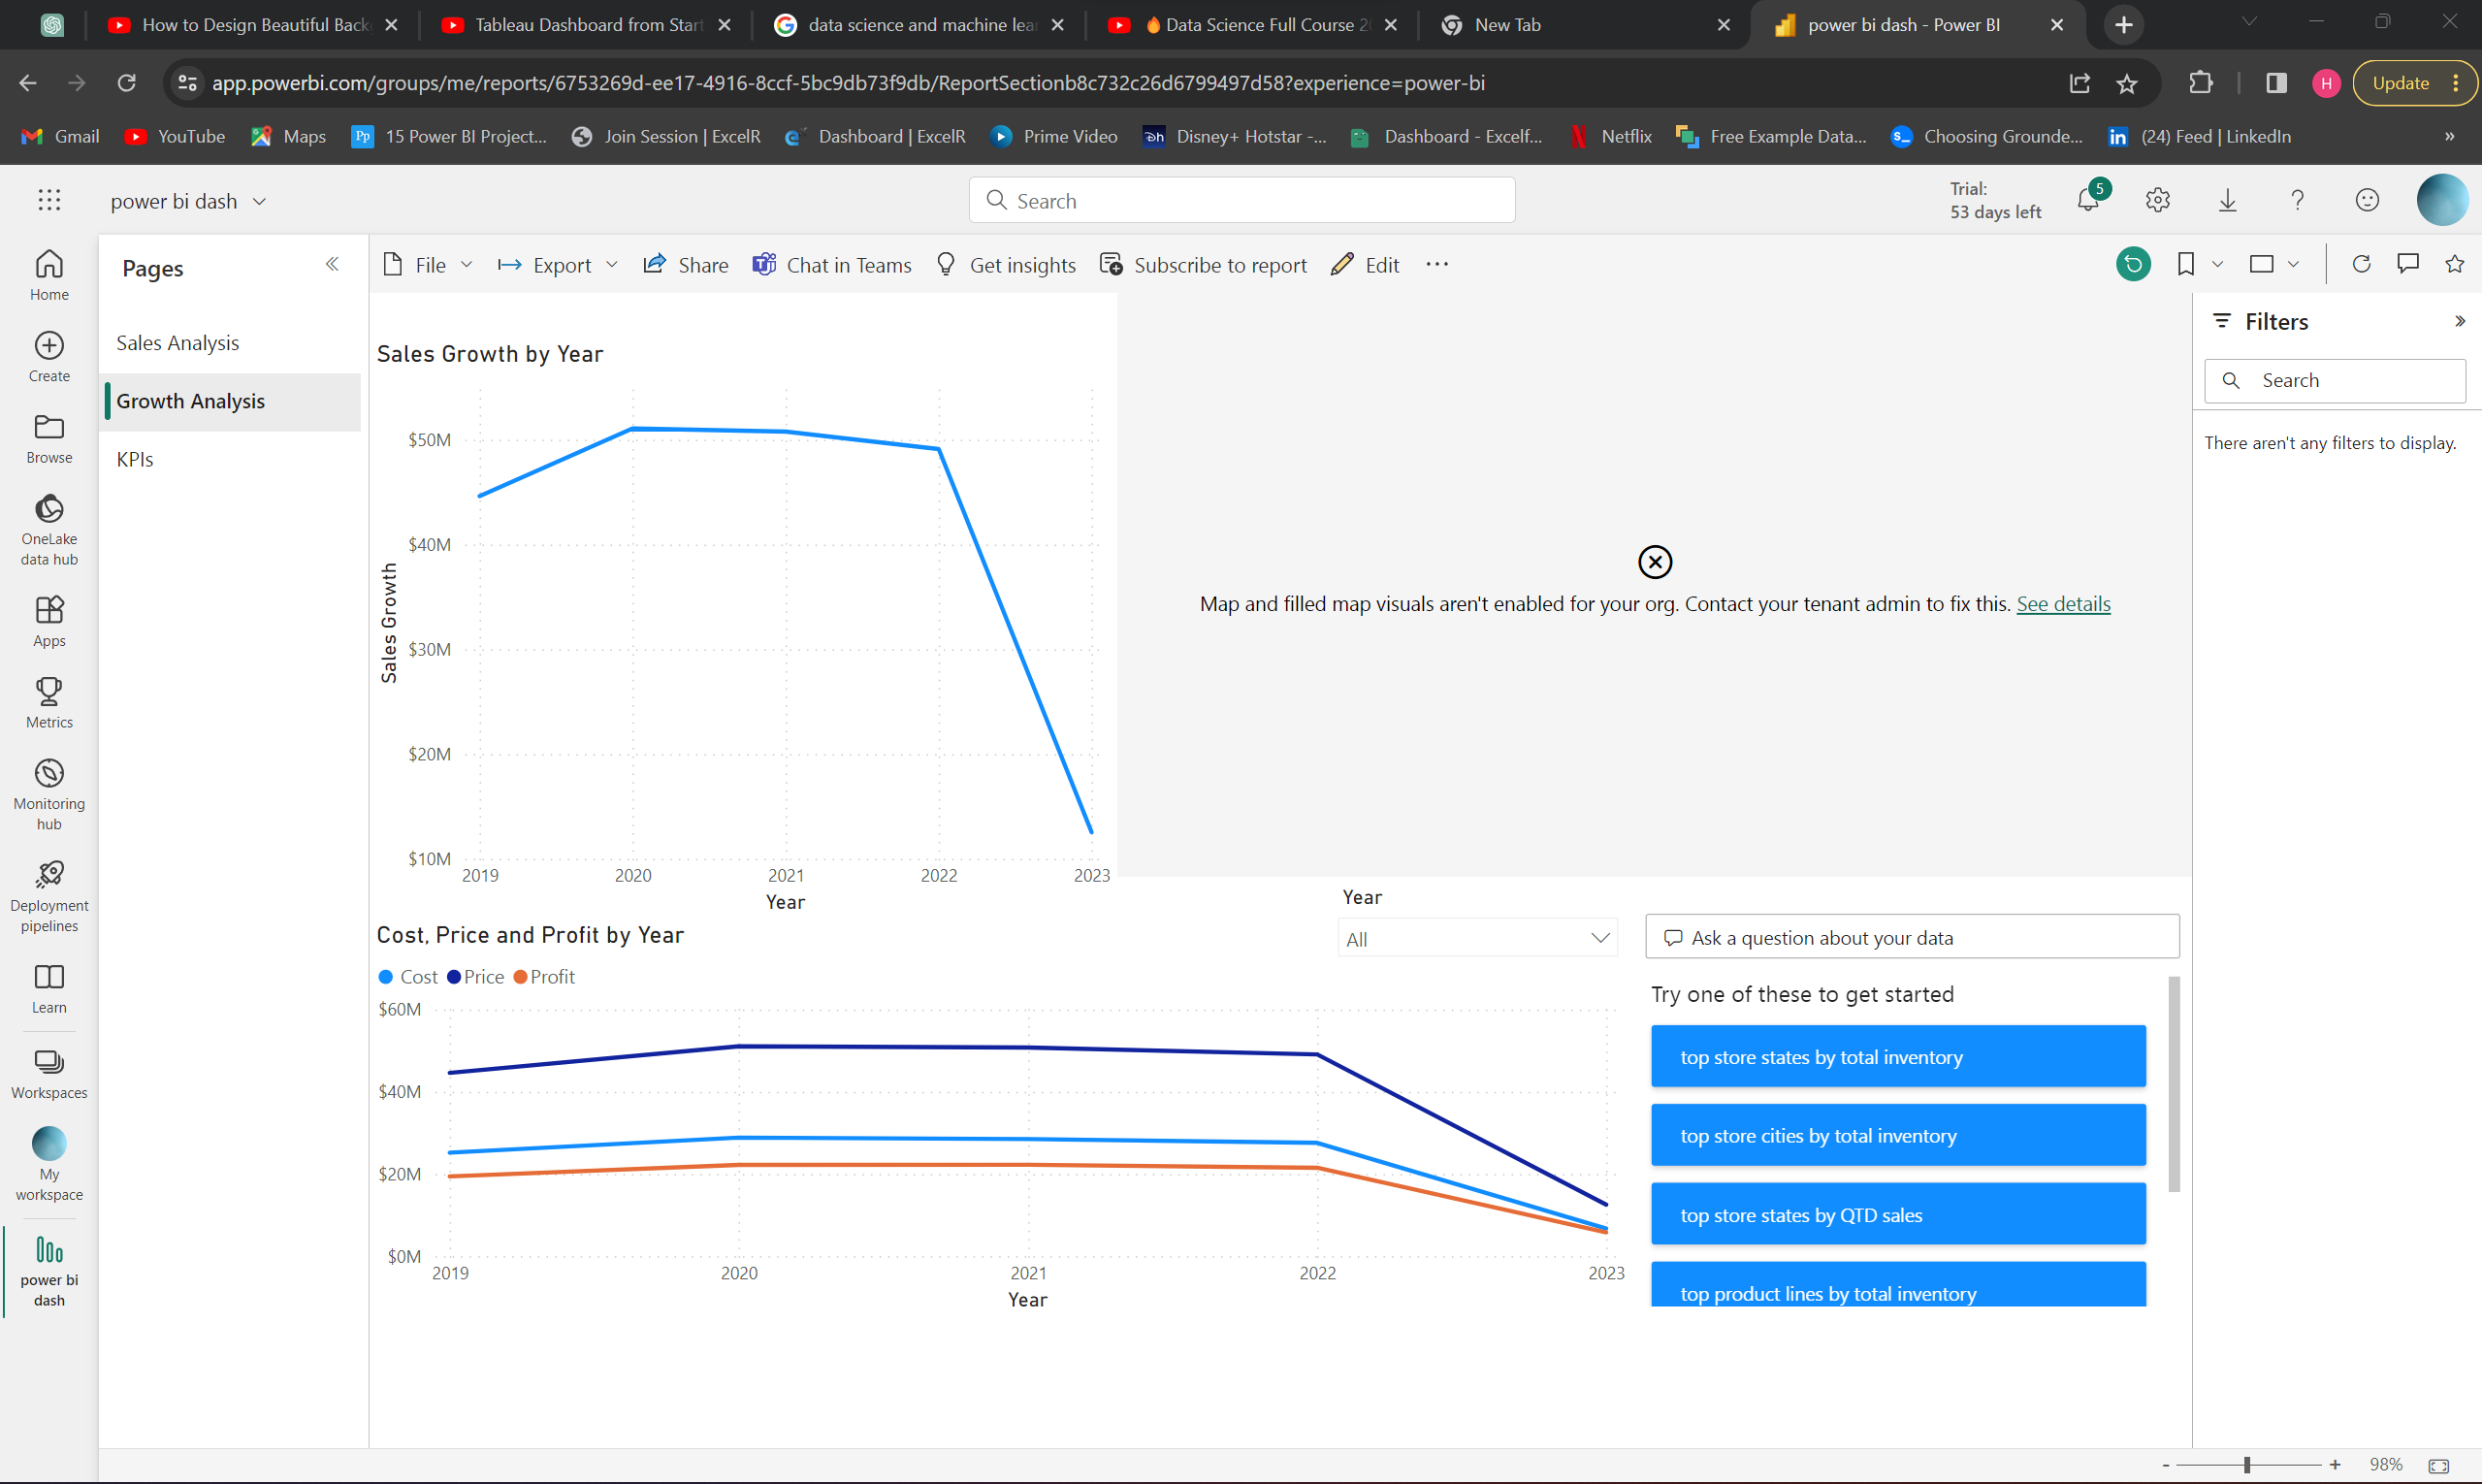 How to Design Beautiful Back
Tableau Dashboard from Start
data science and machine lea
Data Science Full Course 2
New Tab
power bi dash - Power BI
app.powerbi.com/groups/me/reports/6753269d-ee17-4916-8ccf-5bc9db73f9db/ReportSectionb8c732c26d6799497d58?experience=power-bi
H
Update
Gmail
YouTube
Maps
Pp
15 Power BI Project...
Join Session | ExcelR
Dashboard | ExcelR
Prime Video
Disney+ Hotstar -...
Dashboard - Excelf...
Netflix
Free Example Data...
Choosing Grounde...
in
(24) Feed | LinkedIn
»
power bi dash
Search
Trial:
53 days left
5
?
Home
Create
Browse
OneLake
data hub
Apps
Metrics
Monitoring
hub
Deployment
pipelines
Learn
Workspaces
My
workspace
power bi
dash
Pages
Sales Analysis
Growth Analysis
KPIs
File
Export
Share
Chat in Teams
Get insights
Subscribe to report
Edit
...
Sales Growth by Year
Sales Growth
$50M
$40M
$30M
$20M
$10M
2019
2020
2021
2022
2023
Year
Map and filled map visuals aren't enabled for your org. Contact your tenant admin to fix this. See details
Cost, Price and Profit by Year
Cost
Price
Profit
$60M
$40M
$20M
$0M
2019
2020
2021
2022
2023
Year
Year
All
Ask a question about your data
Try one of these to get started
top store states by total inventory
top store cities by total inventory
top store states by QTD sales
top product lines by total inventory
Filters
Search
There aren't any filters to display.
-
+
98%